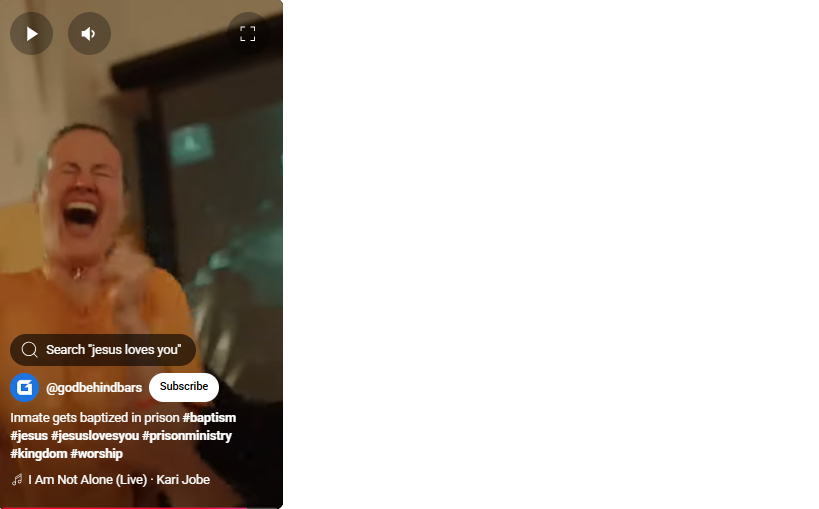 Search "jesus loves you"
@godbehindbars Subscribe
Inmate gets baptized in prison #baptism
#jesus #jesuslovesyou #prisonministry
#kingdom #worship
I Am Not Alone (Live) · Kari Jobe